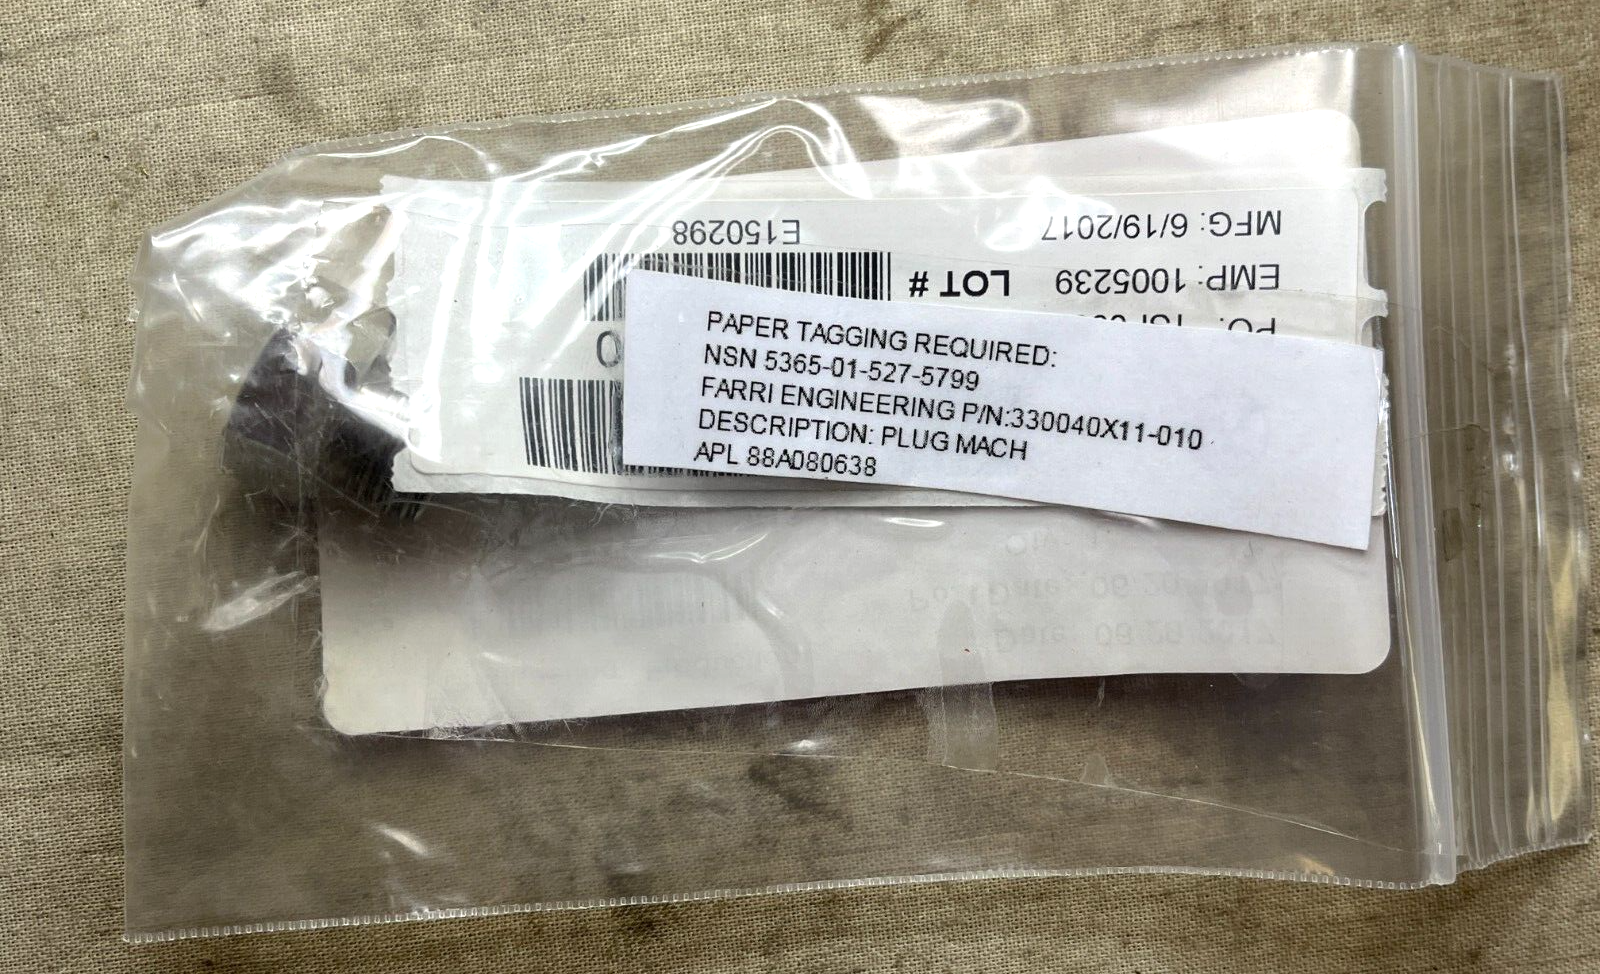 MFG: 6/19/2017
E150298
EMP: 1005239
LOT #
PO:
PAPER TAGGING REQUIRED:
NSN 5365-01-527-5799
FARRI ENGINEERING P/N:330040X11-010
DESCRIPTION: PLUG MACH
APL 88A080638